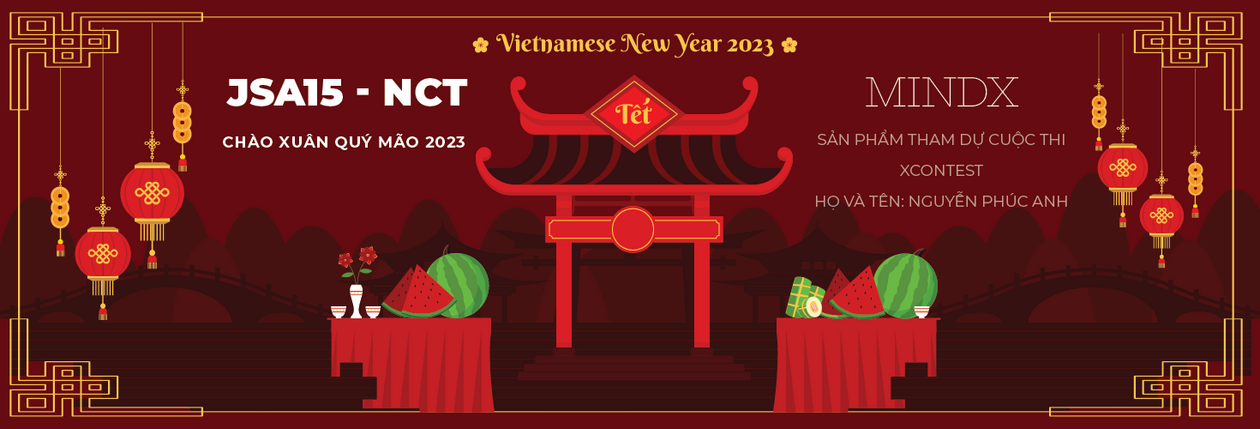 Vietnamese New Year 2023
JSA15 - NCT
CHÀO XUÂN QUÝ MÃO 2023
Tết
MINDX
SẢN PHẨM THAM DỰ CUỘC THI
XCONTEST
HỌ VÀ TÊN: NGUYỄN PHÚC ANH